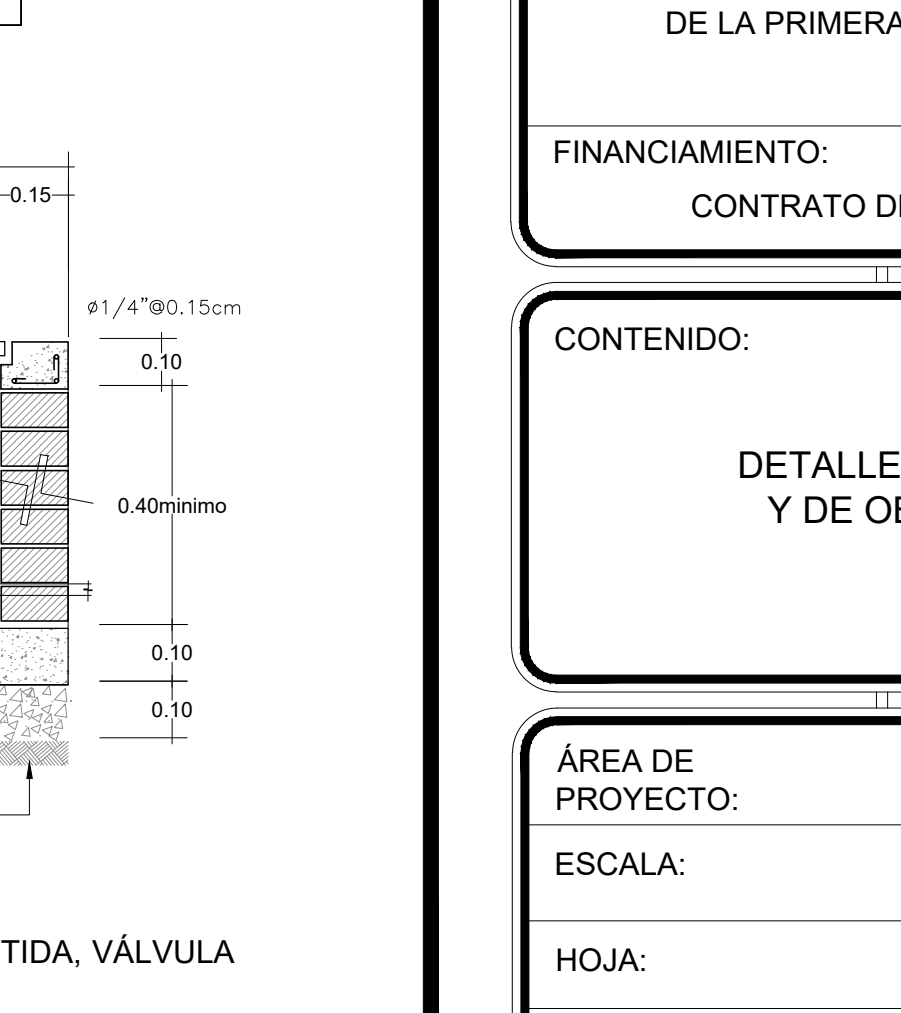 0.15
ø1/4"@0.15cm
0.10
0.40minimo
0.10
0.10
TIDA, VÁLVULA
DE LA PRIMERA
FINANCIAMIENTO:
CONTRATO DE
CONTENIDO:
DETALLE
Y DE OB
ÁREA DE
PROYECTO:
ESCALA:
HOJA: